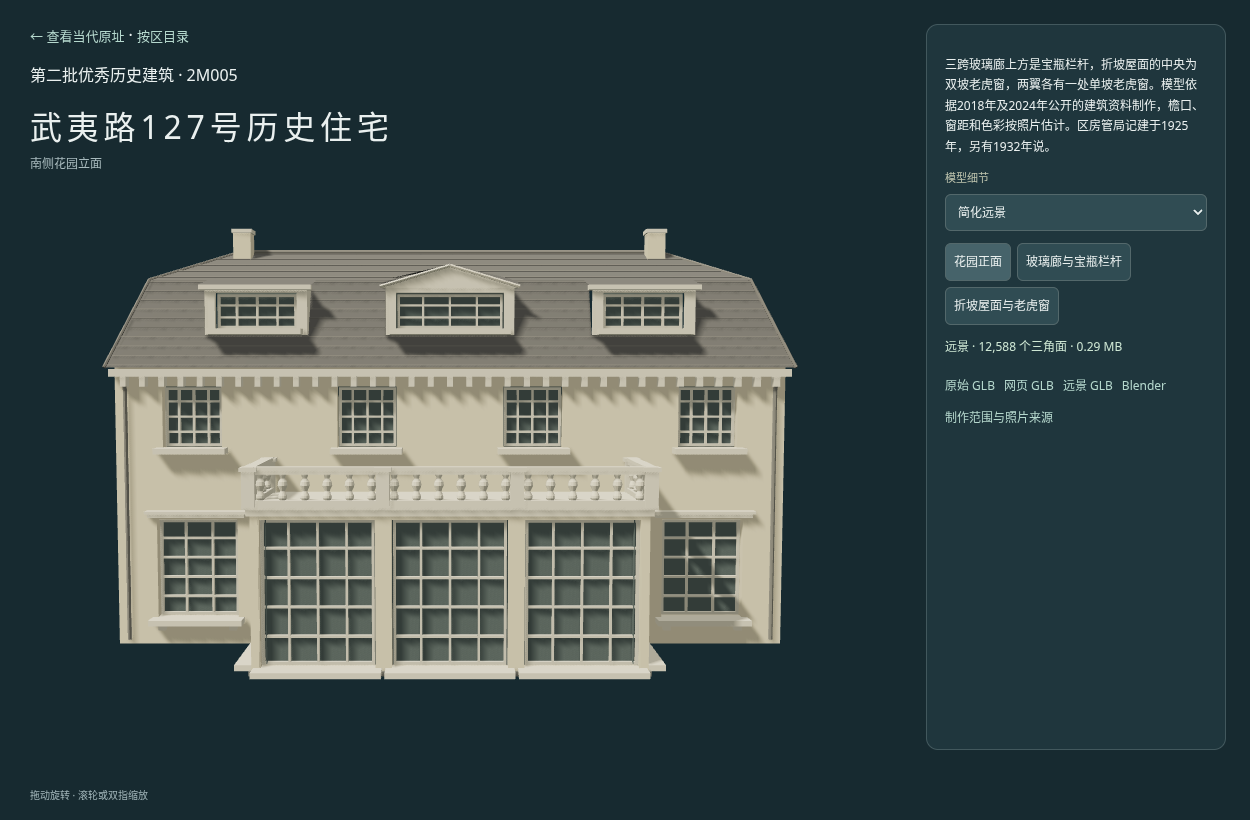 ← 查看当代原址 · 按区目录
第二批优秀历史建筑 · 2M005
武夷路127号历史住宅
南侧花园立面
三跨玻璃廊上方是宝瓶栏杆，折坡屋面的中央为
双坡老虎窗，两翼各有一处单坡老虎窗。模型依
据2018年及2024年公开的建筑资料制作，檐口、
窗距和色彩按照片估计。区房管局记建于1925
年，另有1932年说。
模型细节
简化远景
花园正面
玻璃廊与宝瓶栏杆
折坡屋面与老虎窗
远景 · 12,588 个三角面 · 0.29 MB
原始 GLB 网页 GLB 远景 GLB Blender
制作范围与照片来源
拖动旋转 · 滚轮或双指缩放